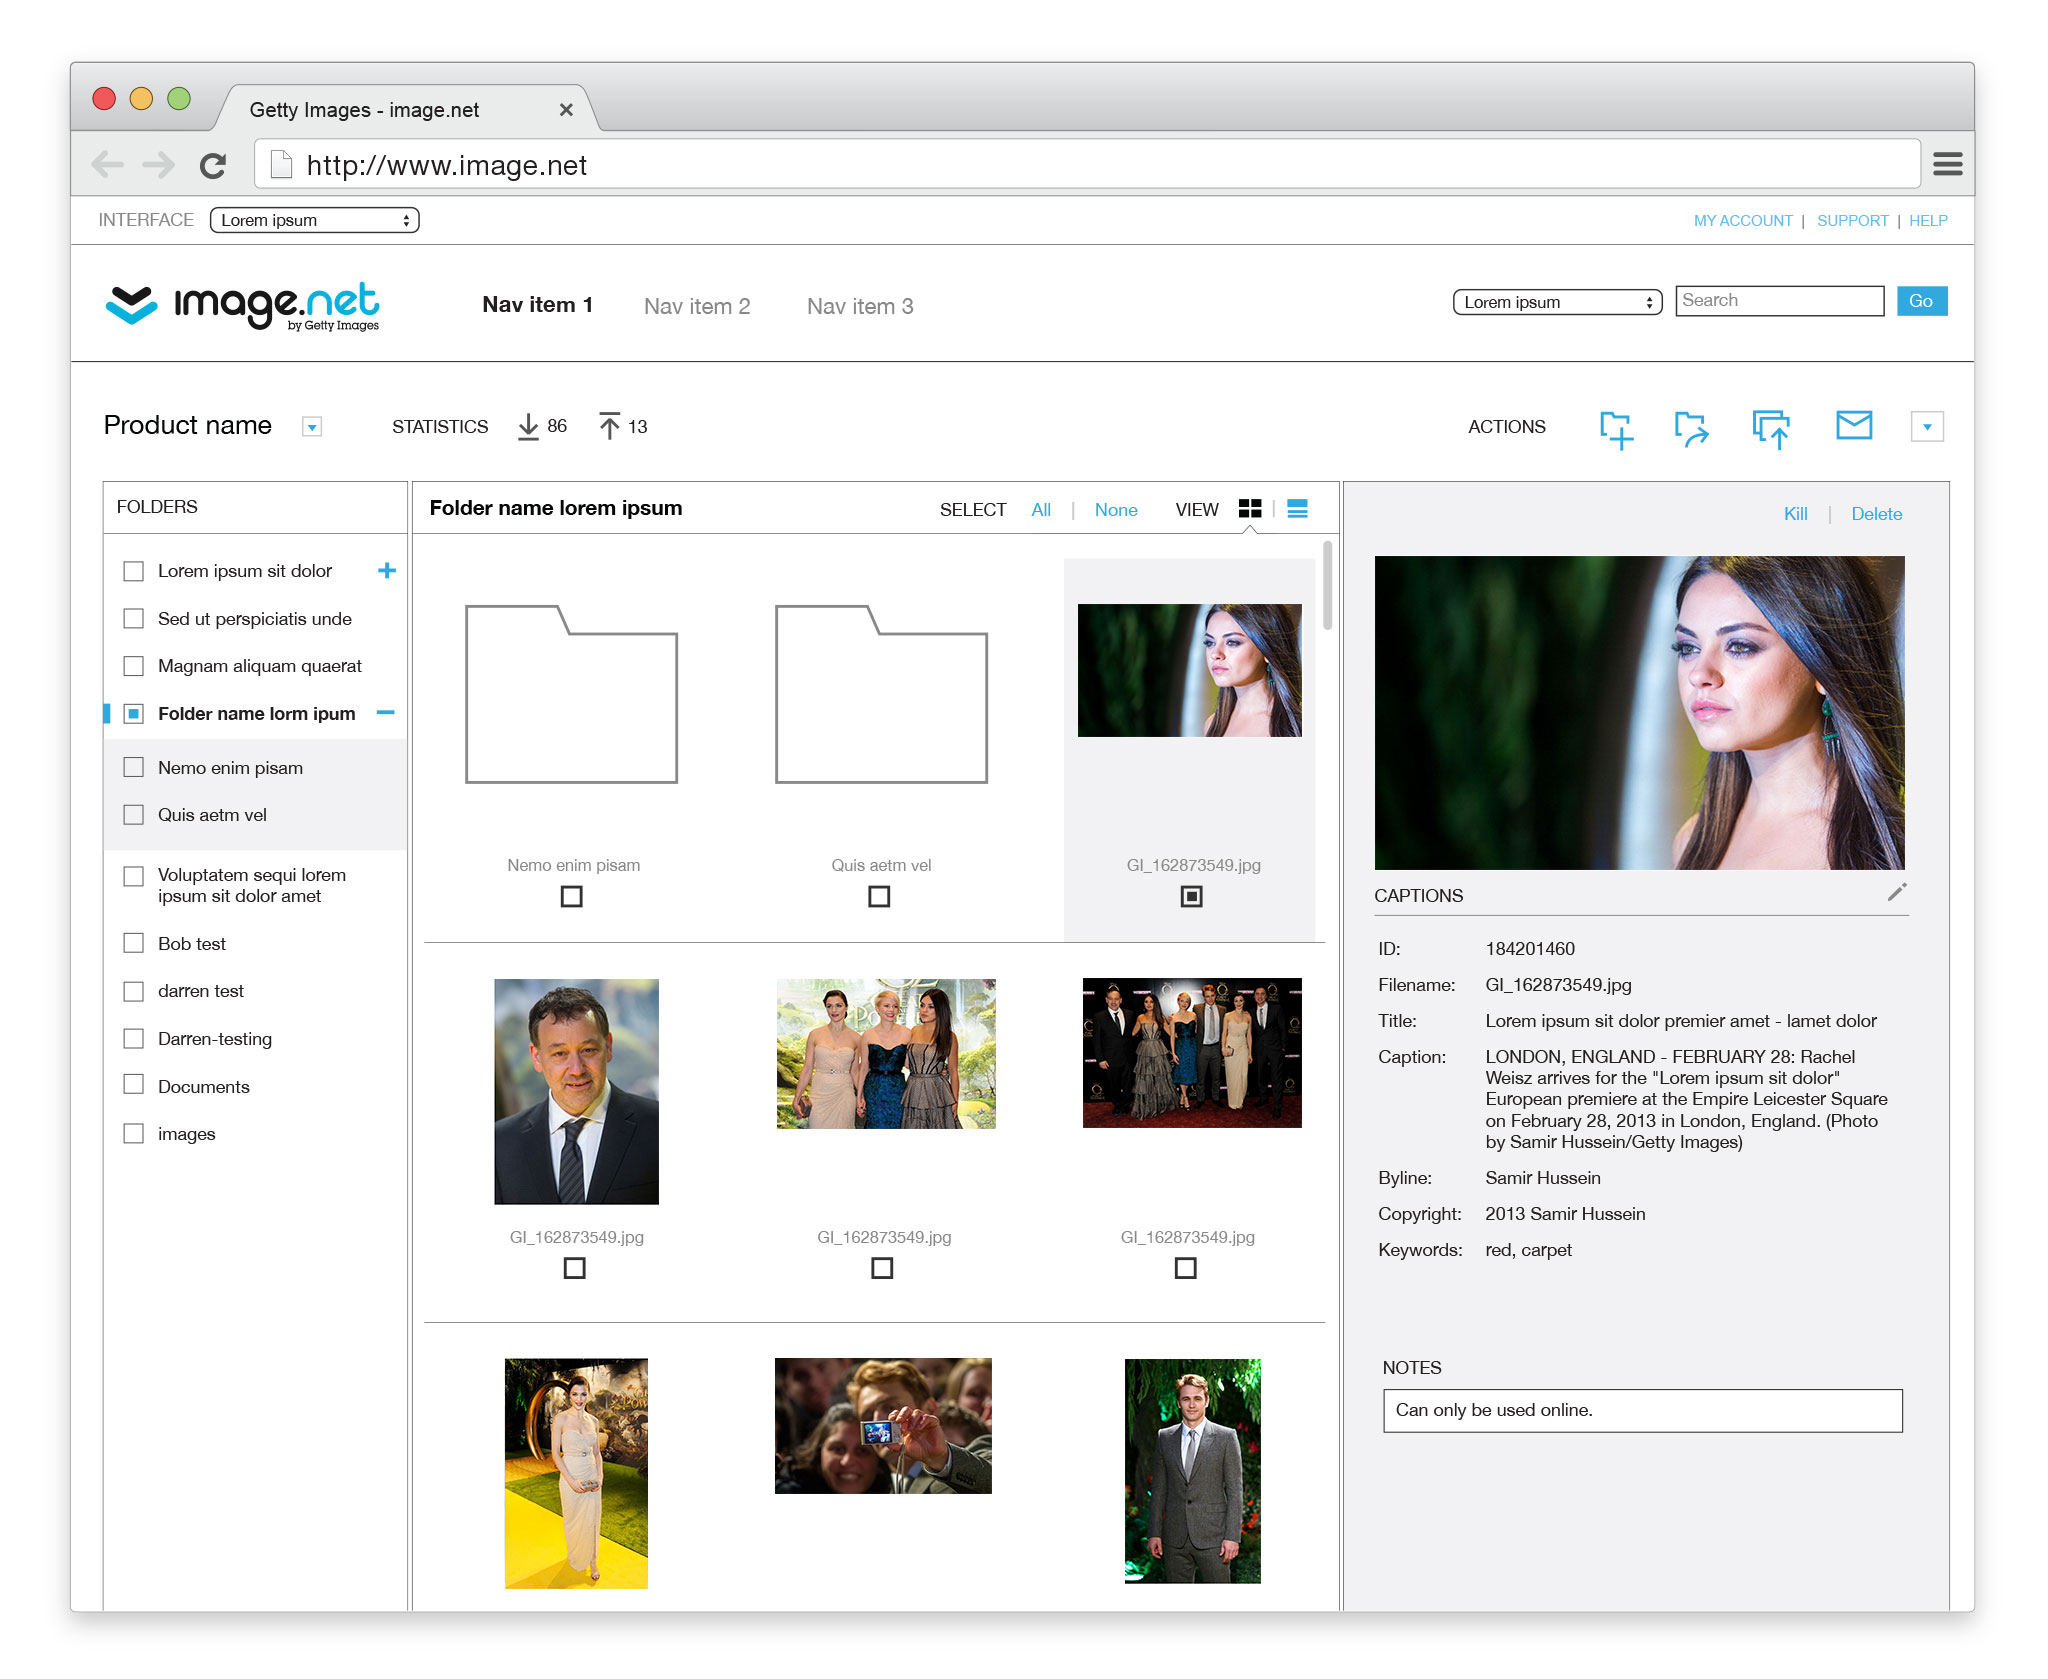 Getty Images - image.net
http://www.image.net
INTERFACE Lorem ipsum MY ACCOUNT | SUPPORT | HELP
image.net
by Getty Images
Nav item 1 Nav item 2 Nav item 3
Lorem ipsum Search Go
Product name STATISTICS 86 13 ACTIONS
FOLDERS
Lorem ipsum sit dolor
Sed ut perspiciatis unde
Magnam aliquam quaerat
Folder name lorm ipum
Nemo enim pisam
Quis aetm vel
Voluptatem sequi lorem
ipsum sit dolor amet
Bob test
darren test
Darren-testing
Documents
images
Folder name lorem ipsum SELECT All | None VIEW
Nemo enim pisam Quis aetm vel GI_162873549.jpg
GI_162873549.jpg GI_162873549.jpg GI_162873549.jpg
Kill | Delete
CAPTIONS
ID: 184201460
Filename: GI_162873549.jpg
Title: Lorem ipsum sit dolor premier amet - lamet dolor
Caption: LONDON, ENGLAND - FEBRUARY 28: Rachel
Weisz arrives for the "Lorem ipsum sit dolor"
European premiere at the Empire Leicester Square
on February 28, 2013 in London, England. (Photo
by Samir Hussein/Getty Images)
Byline: Samir Hussein
Copyright: 2013 Samir Hussein
Keywords: red, carpet
NOTES
Can only be used online.